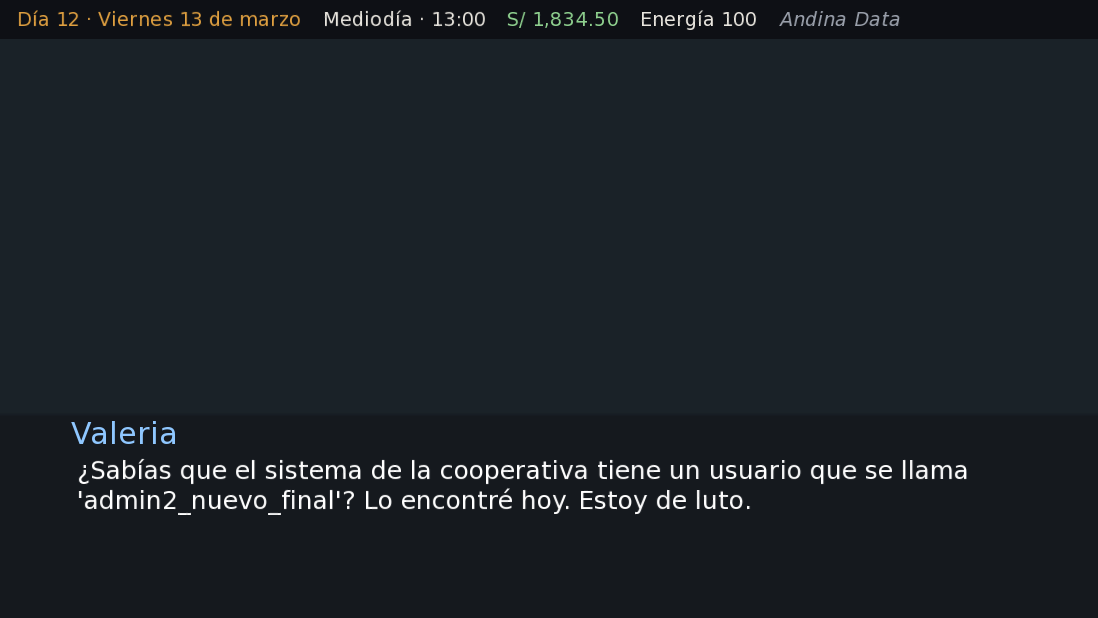 Día 12 · Viernes 13 de marzo Mediodía · 13:00 S/ 1,834.50 Energía 100 Andina Data
Valeria
¿Sabías que el sistema de la cooperativa tiene un usuario que se llama
'admin2_nuevo_final'? Lo encontré hoy. Estoy de luto.